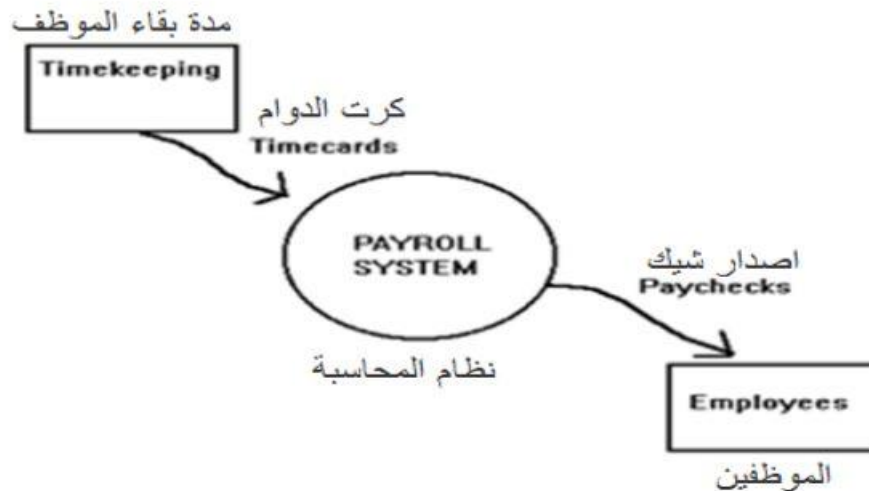 مدة بقاء الموظف
Timekeeping
كرت الدوام
Timecards
PAYROLL
SYSTEM
اصدار شيك
Paychecks
نظام المحاسبة
Employees
الموظفين